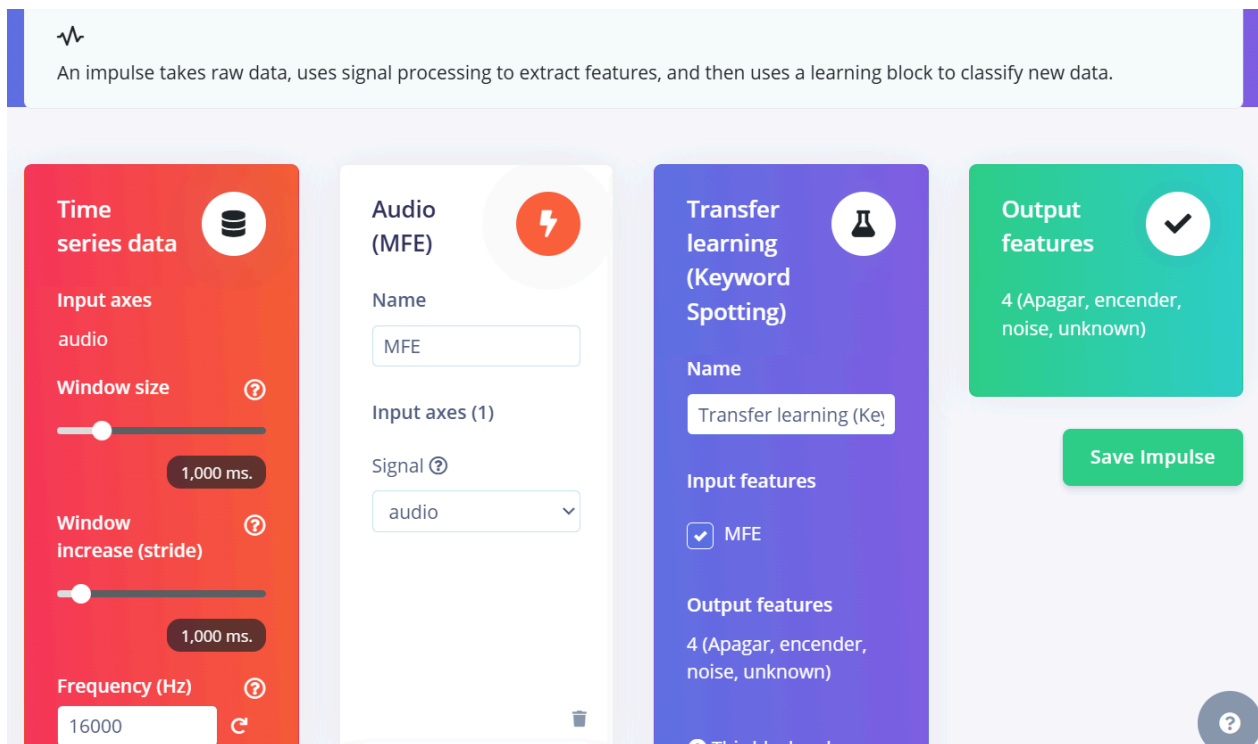 An impulse takes raw data, uses signal processing to extract features, and then uses a learning block to classify new data.
Time
series data
Input axes
audio
Window size
1,000 ms.
Window
increase (stride)
1,000 ms.
Frequency (Hz)
16000
Audio
(MFE)
Name
MFE
Input axes (1)
Signal
audio
Transfer
learning
(Keyword
Spotting)
Name
Transfer learning (Key
Input features
MFE
Output features
4 (Apagar, encender,
noise, unknown)
Output
features
4 (Apagar, encender,
noise, unknown)
Save Impulse